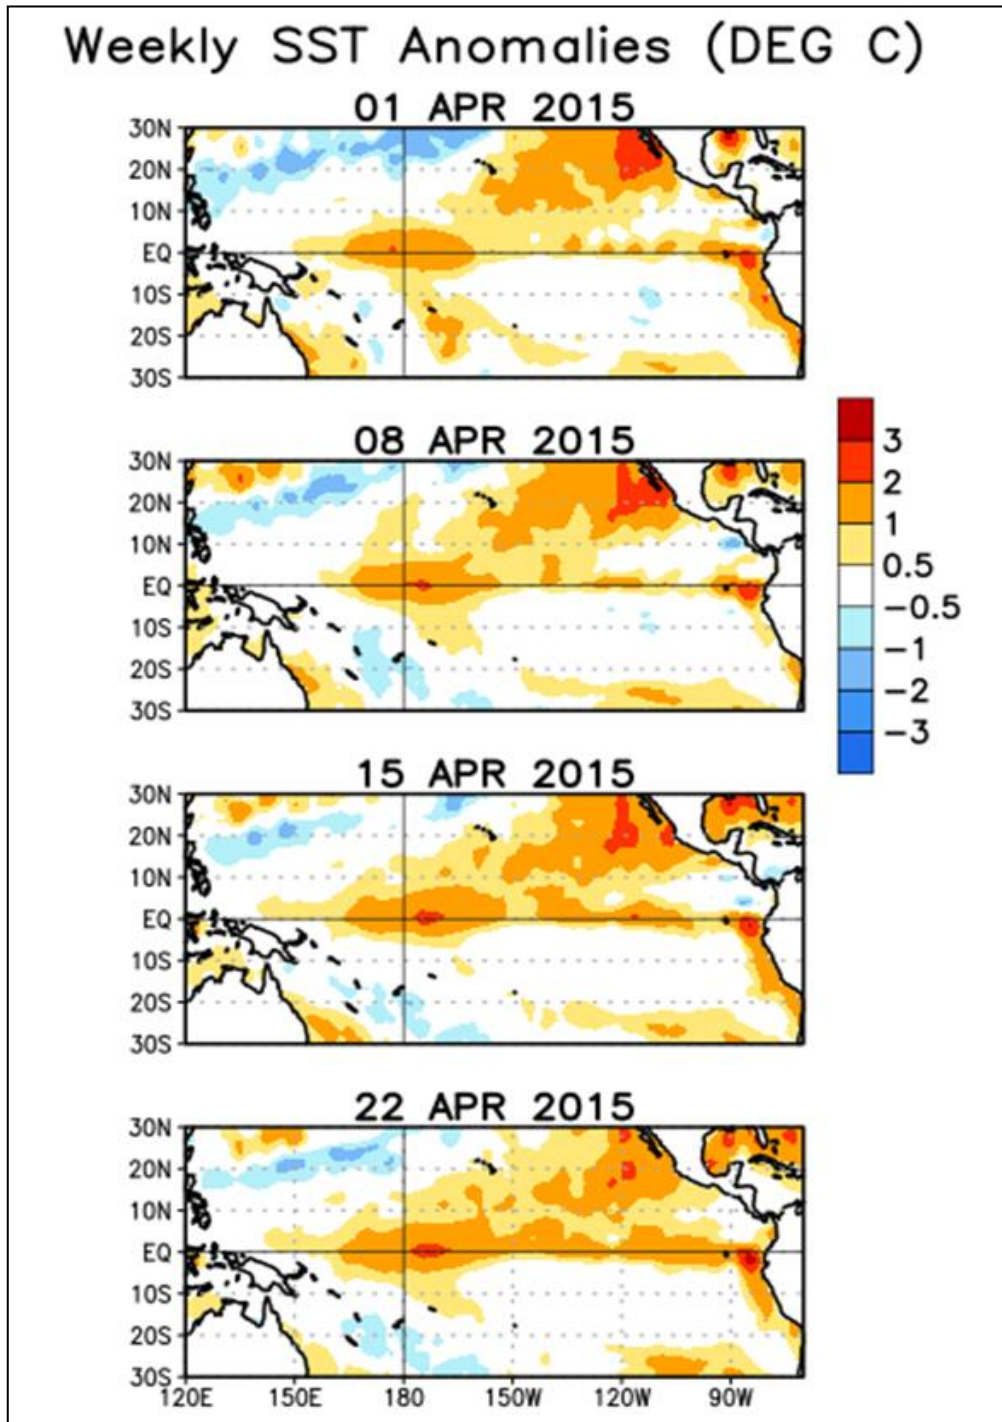 Weekly SST Anomalies (DEG C)
01 APR 2015
30N
20N
10N
EQ
10S
20S
30S
08 APR 2015
30N
20N
10N
EQ
10S
20S
30S
3
2
1
0.5
-0.5
-1
-2
-3
15 APR 2015
30N
20N
10N
EQ
10S
20S
30S
22 APR 2015
30N
20N
10N
EQ
10S
20S
30S
120E 150E 180 150W 120W 90W